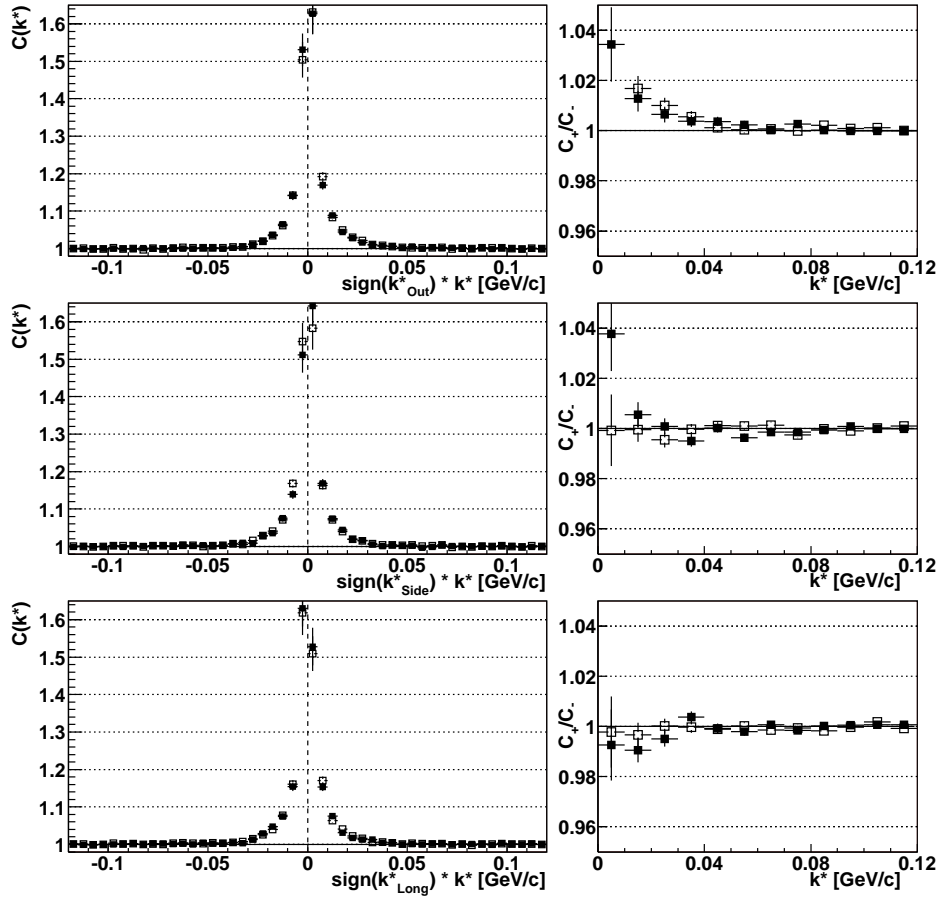 C(k*)
1.6
1.5
1.4
1.3
1.2
1.1
1
-0.1 -0.05 0 0.05 0.1
sign(k*Out) * k* [GeV/c]
C+/C-
1.04
1.02
1
0.98
0.96
0 0.04 0.08 0.12
k* [GeV/c]
C(k*)
1.6
1.5
1.4
1.3
1.2
1.1
1
-0.1 -0.05 0 0.05 0.1
sign(k*Side) * k* [GeV/c]
C+/C-
1.04
1.02
1
0.98
0.96
0 0.04 0.08 0.12
k* [GeV/c]
C(k*)
1.6
1.5
1.4
1.3
1.2
1.1
1
-0.1 -0.05 0 0.05 0.1
sign(k*Long) * k* [GeV/c]
C+/C-
1.04
1.02
1
0.98
0.96
0 0.04 0.08 0.12
k* [GeV/c]